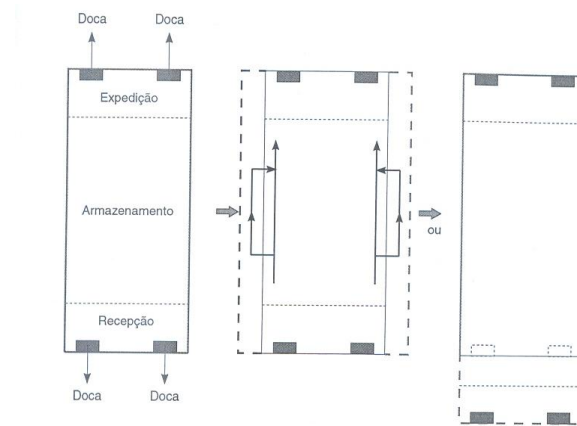 Doca Doca
Expedição
Armazenamento
ou
Recepção
Doca Doca